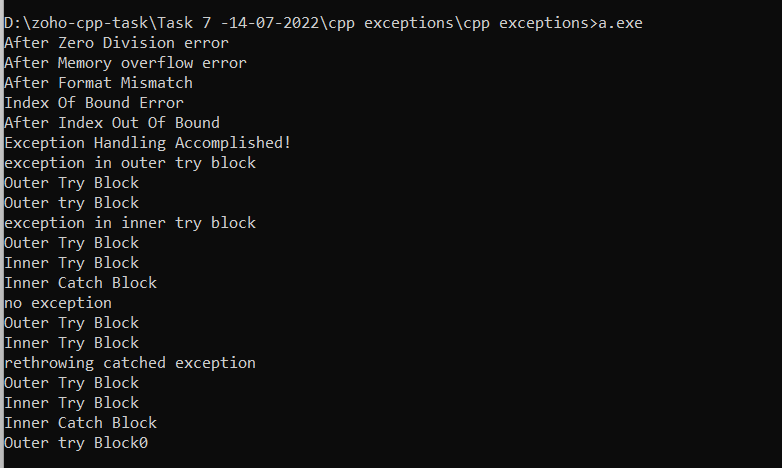 D:\zoho-cpp-task\Task 7 -14-07-2022\cpp exceptions\cpp exceptions>a.exe
After Zero Division error
After Memory overflow error
After Format Mismatch
Index Of Bound Error
After Index Out Of Bound
Exception Handling Accomplished!
exception in outer try block
Outer Try Block
Outer try Block
exception in inner try block
Outer Try Block
Inner Try Block
Inner Catch Block
no exception
Outer Try Block
Inner Try Block
rethrowing catched exception
Outer Try Block
Inner Try Block
Inner Catch Block
Outer try Block0